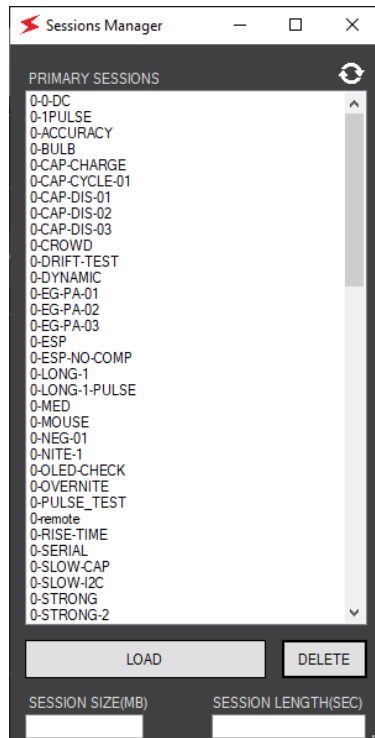 Sessions Manager
PRIMARY SESSIONS
0-0-DC
0-1PULSE
0-ACCURACY
0-BULB
0-CAP-CHARGE
0-CAP-CYCLE-01
0-CAP-DIS-01
0-CAP-DIS-02
0-CAP-DIS-03
0-CROWD
0-DRIFT-TEST
0-DYNAMIC
0-EG-PA-01
0-EG-PA-02
0-EG-PA-03
0-ESP
0-ESP-NO-COMP
0-LONG-1
0-LONG-1-PULSE
0-MED
0-MOUSE
0-NEG-01
0-NITE-1
0-OLED-CHECK
0-OVERNITE
0-PULSE_TEST
0-remote
0-RISE-TIME
0-SERIAL
0-SLOW-CAP
0-SLOW-I2C
0-STRONG
0-STRONG-2
LOAD DELETE
SESSION SIZE(MB) SESSION LENGTH(SEC)